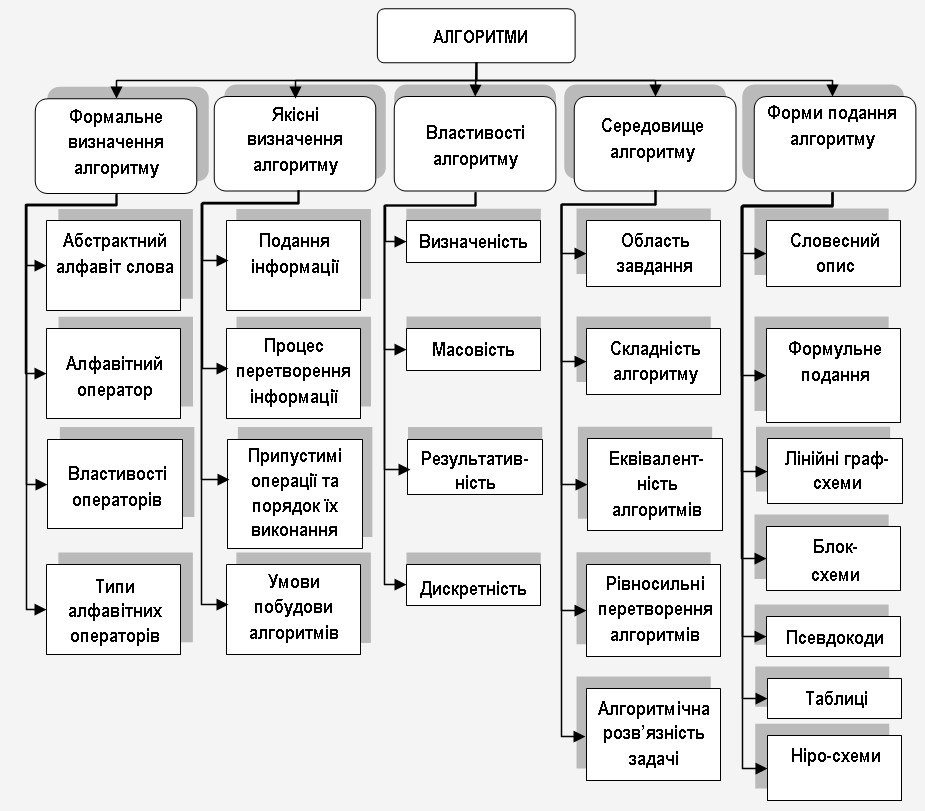 АЛГОРИТМИ
Формальне
визначення
алгоритму
Якісні
визначення
алгоритму
Властивості
алгоритму
Середовище
алгоритму
Форми подання
алгоритму
Абстрактний
алфавіт слова
Алфавітний
оператор
Властивості
операторів
Типи
алфавітних
операторів
Подання
інформації
Процес
перетворення
інформації
Припустимі
операції та
порядок їх
виконання
Умови
побудови
алгоритмів
Визначеність
Масовість
Результатив-
ність
Дискретність
Область
завдання
Складність
алгоритму
Еквівалент-
ність
алгоритмів
Рівносильні
перетворення
алгоритмів
Алгоритмічна
розв’язність
задачі
Словесний
опис
Формульне
подання
Лінійні граф-
схеми
Блок-
схеми
Псевдокоди
Таблиці
Ніро-схеми